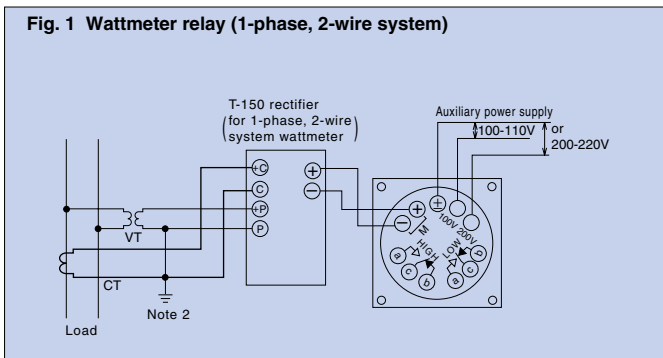 Fig. 1 Wattmeter relay (1-phase, 2-wire system)
T-150 rectifier
(for 1-phase, 2-wire
system wattmeter)
Auxiliary power supply
100-110V
or
200-220V
+C
C
+P
P
+
−
VT
CT
Note 2
Load
±
+
−
M
100V
200V
HIGH
LOW
a
c
b
a
c
b